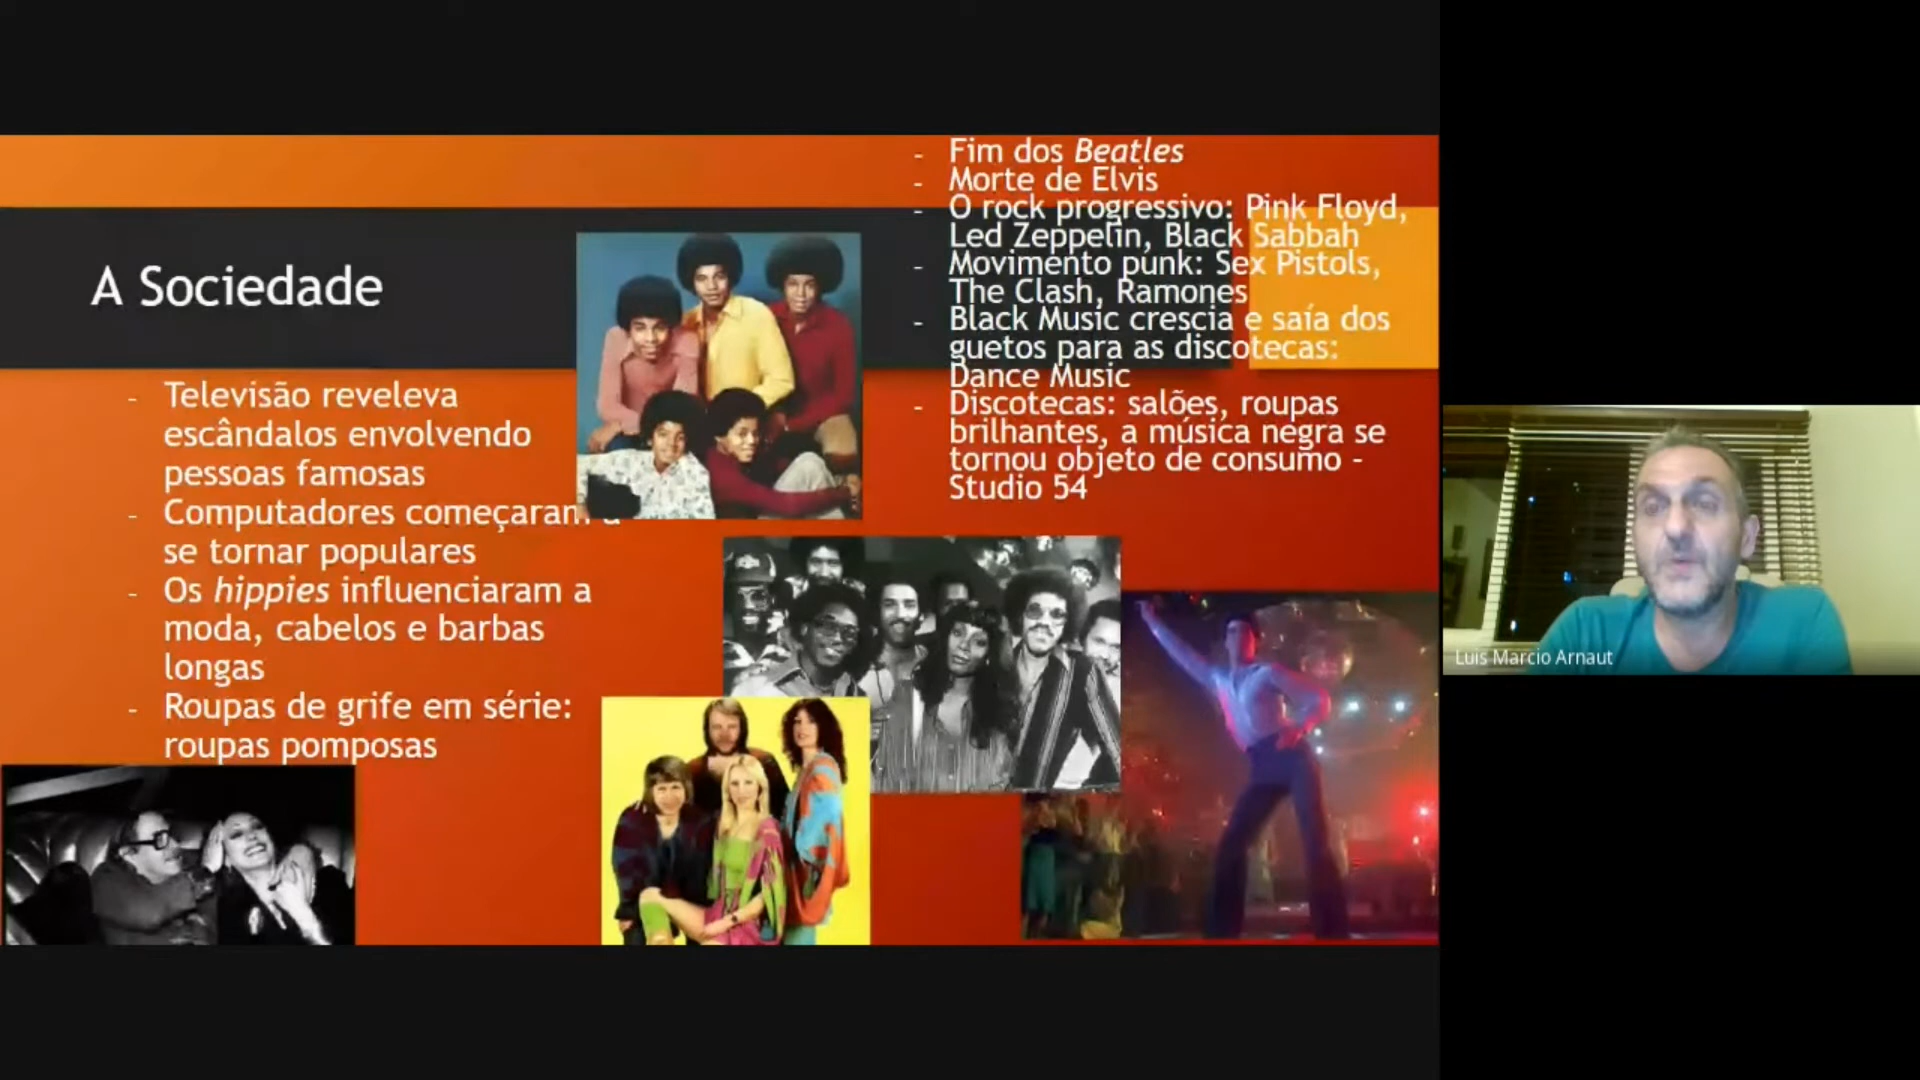 A Sociedade
- Televisão reveleva
escândalos envolvendo
pessoas famosas
- Computadores começaram a
se tornar populares
- Os hippies influenciaram a
moda, cabelos e barbas
longas
- Roupas de grife em série:
roupas pomposas
- Fim dos Beatles
- Morte de Elvis
- O rock progressivo: Pink Floyd,
Led Zeppelin, Black Sabbah
- Movimento punk: Sex Pistols,
The Clash, Ramones
- Black Music crescia e saía dos
guetos para as discotecas:
Dance Music
- Discotecas: salões, roupas
brilhantes, a música negra se
tornou objeto de consumo -
Studio 54
Luis Marcio Arnaut